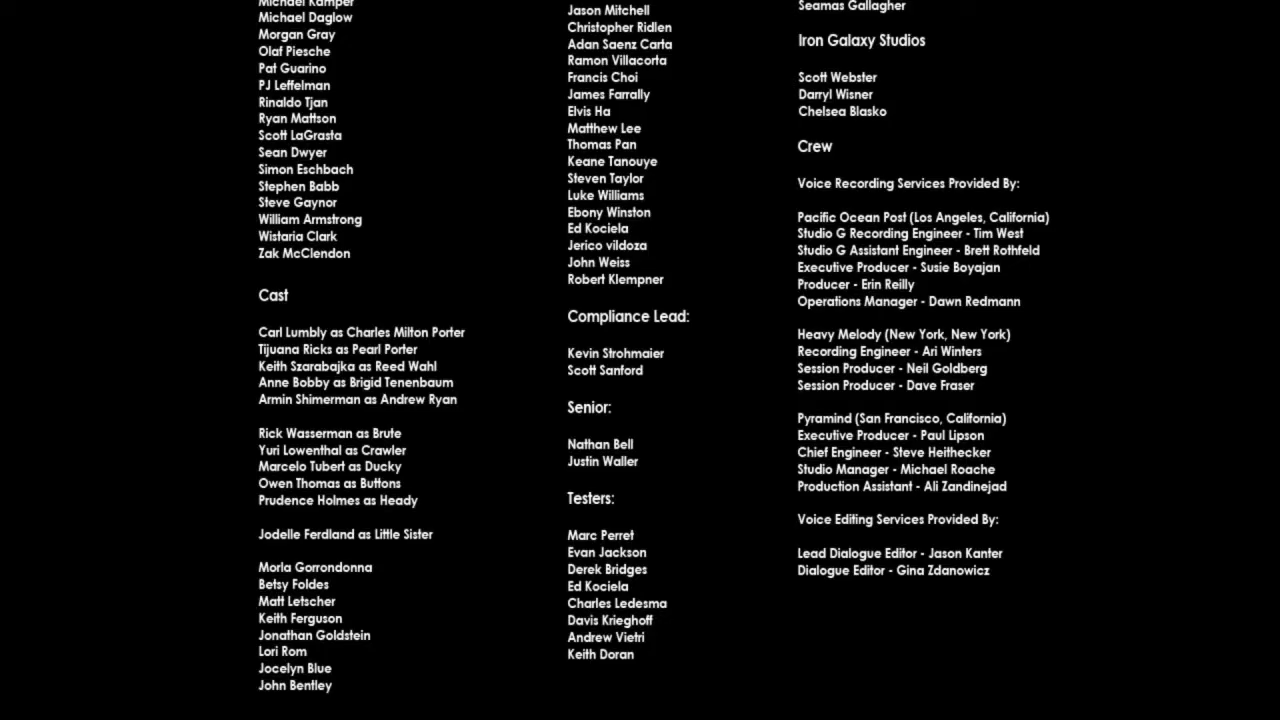 Michael Kamper
Michael Daglow
Morgan Gray
Olaf Piesche
Pat Guarino
PJ Leffelman
Rinaldo Tjan
Ryan Mattson
Scott LaGrasta
Sean Dwyer
Simon Eschbach
Stephen Babb
Steve Gaynor
William Armstrong
Wistaria Clark
Zak McClendon
Cast
Carl Lumbly as Charles Milton Porter
Tijuana Ricks as Pearl Porter
Keith Szarabajka as Reed Wahl
Anne Bobby as Brigid Tenenbaum
Armin Shimerman as Andrew Ryan
Rick Wasserman as Brute
Yuri Lowenthal as Crawler
Marcelo Tubert as Ducky
Owen Thomas as Buttons
Prudence Holmes as Heady
Jodelle Ferdland as Little Sister
Morla Gorrondonna
Betsy Foldes
Matt Letscher
Keith Ferguson
Jonathan Goldstein
Lori Rom
Jocelyn Blue
John Bentley
Jason Mitchell
Christopher Ridlen
Adan Saenz Carta
Ramon Villacorta
Francis Choi
James Farrally
Elvis Ha
Matthew Lee
Thomas Pan
Keane Tanouye
Steven Taylor
Luke Williams
Ebony Winston
Ed Kociela
Jerico vildoza
John Weiss
Robert Klempner
Compliance Lead:
Kevin Strohmaier
Scott Sanford
Senior:
Nathan Bell
Justin Waller
Testers:
Marc Perret
Evan Jackson
Derek Bridges
Ed Kociela
Charles Ledesma
Davis Krieghoff
Andrew Vietri
Keith Doran
Seamas Gallagher
Iron Galaxy Studios
Scott Webster
Darryl Wisner
Chelsea Blasko
Crew
Voice Recording Services Provided By:
Pacific Ocean Post (Los Angeles, California)
Studio G Recording Engineer - Tim West
Studio G Assistant Engineer - Brett Rothfeld
Executive Producer - Susie Boyajan
Producer - Erin Reilly
Operations Manager - Dawn Redmann
Heavy Melody (New York, New York)
Recording Engineer - Ari Winters
Session Producer - Neil Goldberg
Session Producer - Dave Fraser
Pyramind (San Francisco, California)
Executive Producer - Paul Lipson
Chief Engineer - Steve Heithecker
Studio Manager - Michael Roache
Production Assistant - Ali Zandinejad
Voice Editing Services Provided By:
Lead Dialogue Editor - Jason Kanter
Dialogue Editor - Gina Zdanowicz